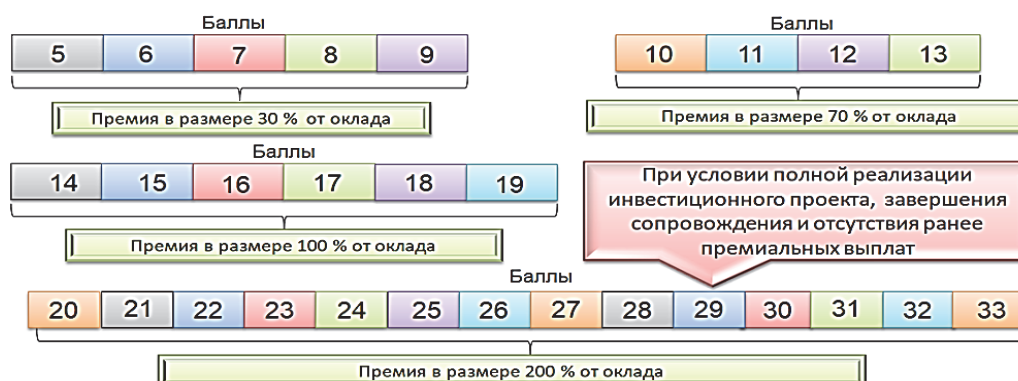 Баллы
5 6 7 8 9
Премия в размере 30 % от оклада
Баллы
10 11 12 13
Премия в размере 70 % от оклада
Баллы
14 15 16 17 18 19
Премия в размере 100 % от оклада
При условии полной реализации
инвестиционного проекта, завершения
сопровождения и отсутствия ранее
премиальных выплат
Баллы
20 21 22 23 24 25 26 27 28 29 30 31 32 33
Премия в размере 200 % от оклада